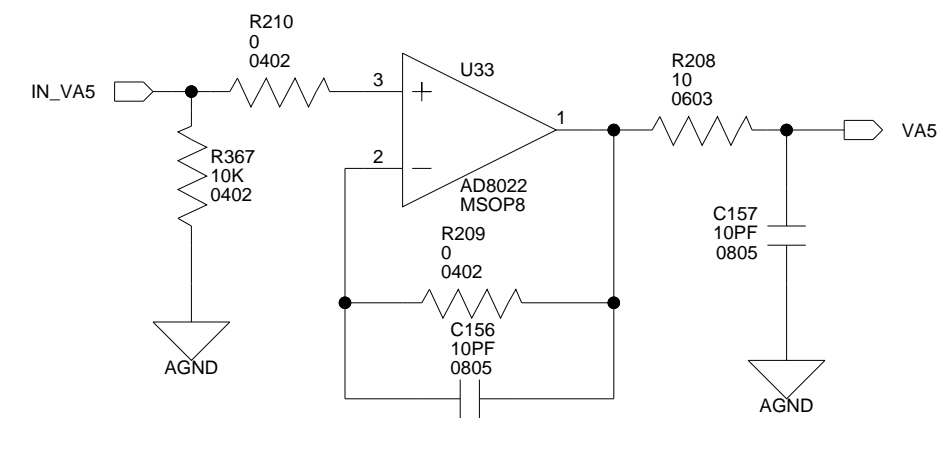 R210
0
0402
IN_VA5
3
+
U33
R208
10
0603
1
VA5
R367
10K
0402
2
−
AD8022
MSOP8
R209
0
0402
C157
10PF
0805
C156
10PF
0805
AGND
AGND